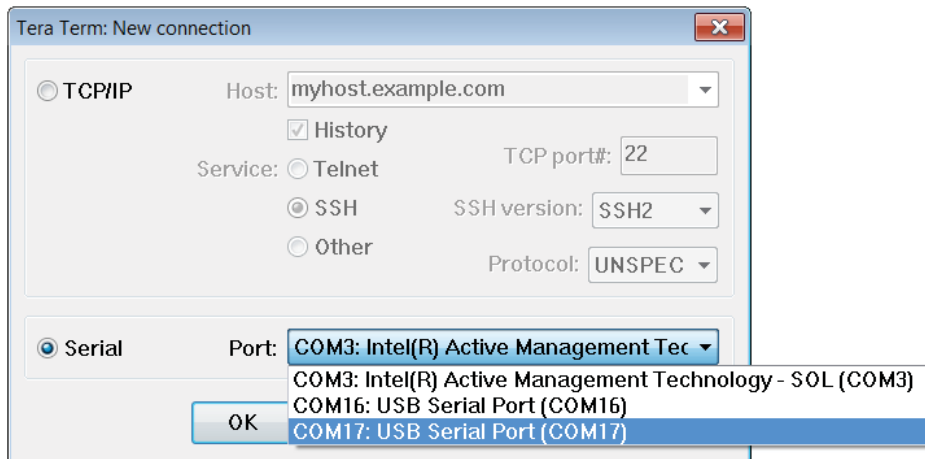 Tera Term: New connection
TCP/IP
Host: myhost.example.com
History
Service: Telnet
TCP port#: 22
SSH
SSH version: SSH2
Other
Protocol: UNSPEC
Serial
Port: COM3: Intel(R) Active Management Tec
COM3: Intel(R) Active Management Technology - SOL (COM3)
COM16: USB Serial Port (COM16)
COM17: USB Serial Port (COM17)
OK